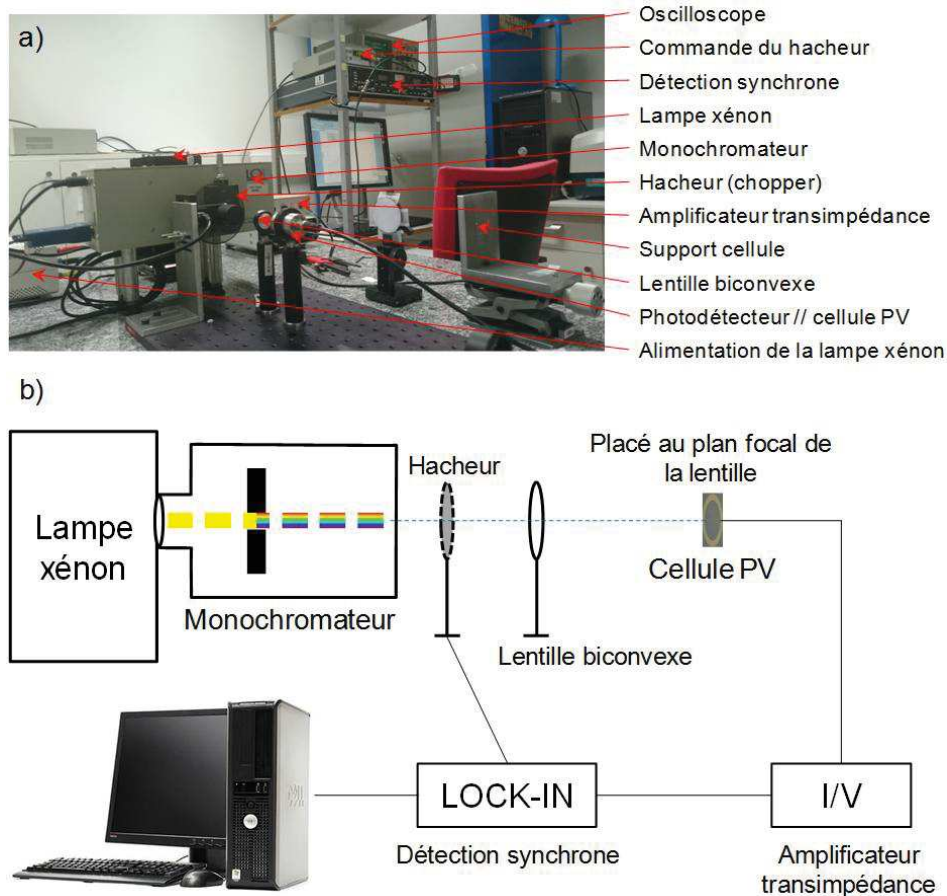 a)
Oscilloscope
Commande du hacheur
Détection synchrone
Lampe xénon
Monochromateur
Hacheur (chopper)
Amplificateur transimpédance
Support cellule
Lentille biconvexe
Photodétecteur // cellule PV
Alimentation de la lampe xénon
b)
Lampe
xénon
Monochromateur
Hacheur
Lentille biconvexe
Placé au plan focal de
la lentille
Cellule PV
LOCK-IN
Détection synchrone
I/V
Amplificateur
transimpédance